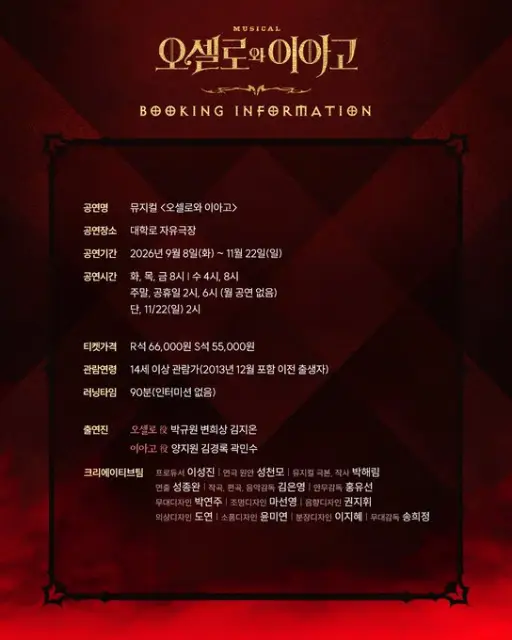 MUSICAL
오셀로와 이아고
BOOKING INFORMATION
공연명 뮤지컬 <오셀로와 이아고>
공연장소 대학로 자유극장
공연기간 2026년 9월 8일(화) ~ 11월 22일(일)
공연시간 화, 목, 금 8시 | 수 4시, 8시
주말, 공휴일 2시, 6시 (월 공연 없음)
단, 11/22(일) 2시
티켓가격 R석 66,000원 S석 55,000원
관람연령 14세 이상 관람가(2013년 12월 포함 이전 출생자)
러닝타임 90분(인터미션 없음)
출연진 오셀로 役 박규원 변희상 김지온
이아고 役 양지원 김경록 곽민수
크리에이티브팀 프로듀서 이성진 | 연극 원안 성천모 | 뮤지컬 극본, 작사 박해림
연출 성종완 | 작곡, 편곡, 음악감독 김은영 | 안무감독 홍유선
무대디자인 박연주 | 조명디자인 마선영 | 음향디자인 권지휘
의상디자인 도연 | 소품디자인 윤미연 | 분장디자인 이지혜 | 무대감독 송희정